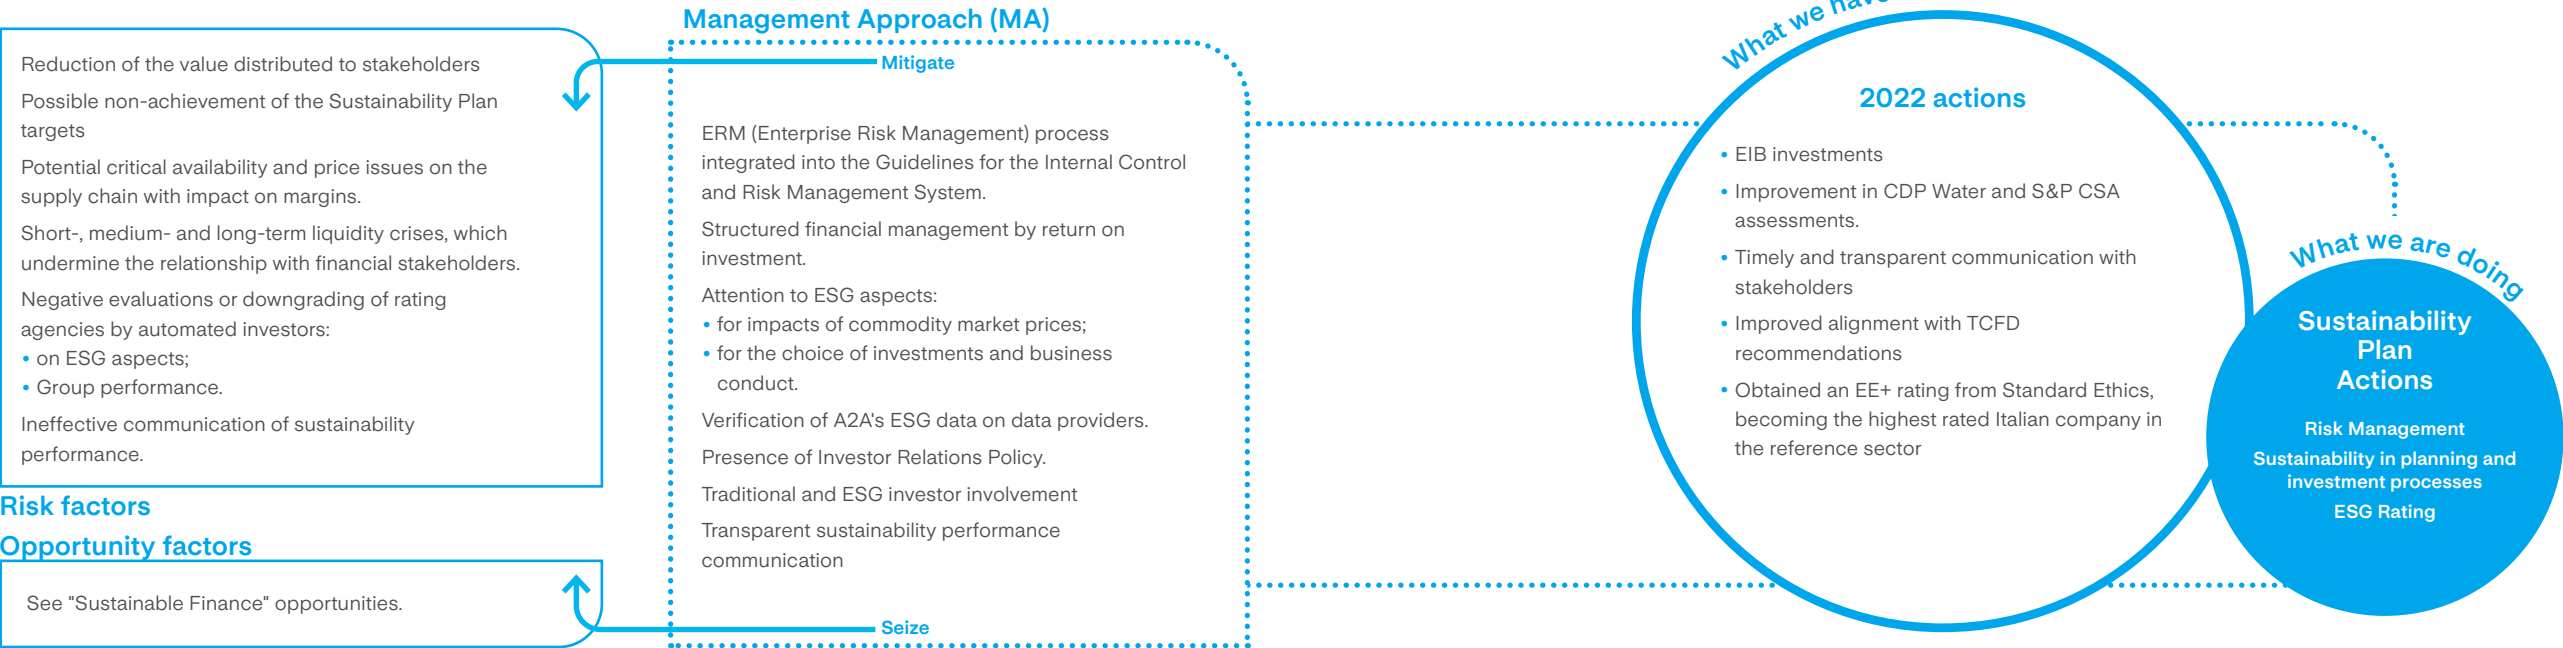 Reduction of the value distributed to stakeholders
Possible non-achievement of the Sustainability Plan
targets
Potential critical availability and price issues on the
supply chain with impact on margins.
Short-, medium- and long-term liquidity crises, which
undermine the relationship with financial stakeholders.
Negative evaluations or downgrading of rating
agencies by automated investors:
• on ESG aspects;
• Group performance.
Ineffective communication of sustainability
performance.
Risk factors
Opportunity factors
See "Sustainable Finance" opportunities.
Management Approach (MA)
Mitigate
ERM (Enterprise Risk Management) process
integrated into the Guidelines for the Internal Control
and Risk Management System.
Structured financial management by return on
investment.
Attention to ESG aspects:
• for impacts of commodity market prices;
• for the choice of investments and business
conduct.
Verification of A2A's ESG data on data providers.
Presence of Investor Relations Policy.
Traditional and ESG investor involvement
Transparent sustainability performance
communication
Seize
What we have
2022 actions
• EIB investments
• Improvement in CDP Water and S&P CSA
assessments.
• Timely and transparent communication with
stakeholders
• Improved alignment with TCFD
recommendations
• Obtained an EE+ rating from Standard Ethics,
becoming the highest rated Italian company in
the reference sector
What we are doing
Sustainability
Plan
Actions
Risk Management
Sustainability in planning and
investment processes
ESG Rating